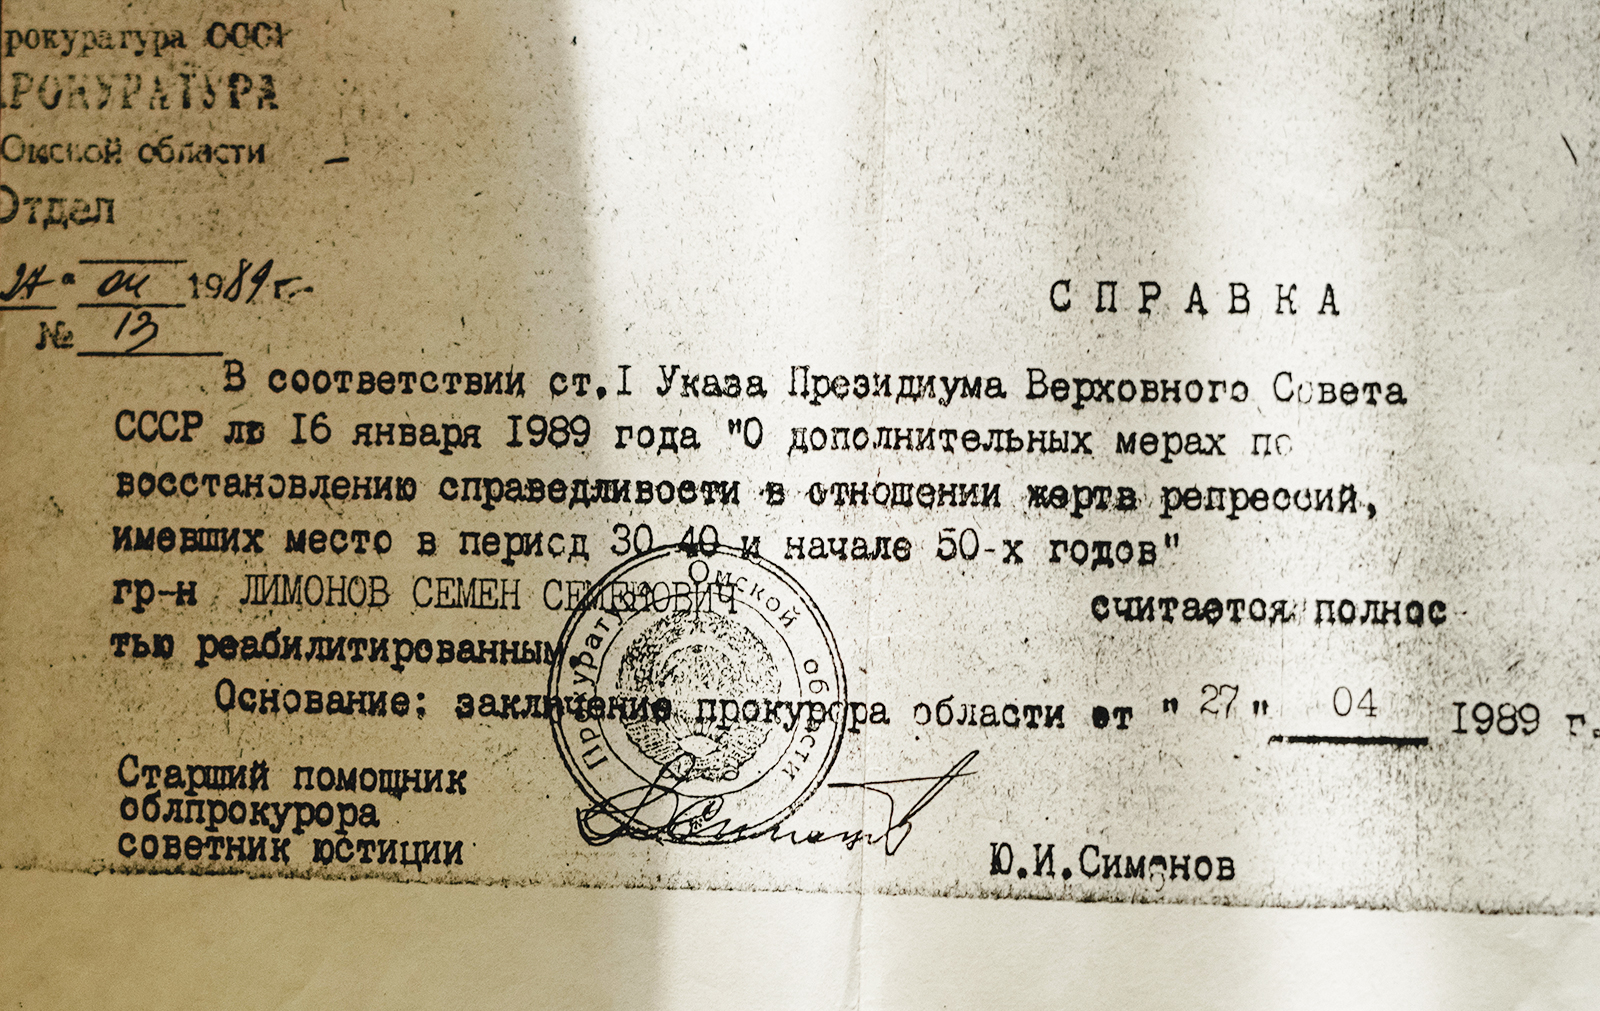 рокуратура СССР
РОКУРАТУРА
Омской области
Отдел
27 " 04 1989 г.
№ 13
СПРАВКА
В соответствии ст.I Указа Президиума Верховного Совета
СССР 16 января 1989 года "О дополнительных мерах по
восстановлению справедливости в отношении жертв репрессий,
имевших место в период 30-40 и начале 50-х годов"
гр-н ЛИМОНОВ СЕМЕН СЕМЕНОВИЧ считается полнос
тью реабилитированным.
Основание: заключение прокурора области от "27" 04 1989 г.
Прокуратура Омской области
Старший помощник
облпрокурора
советник юстиции
Ю.И.Симонов